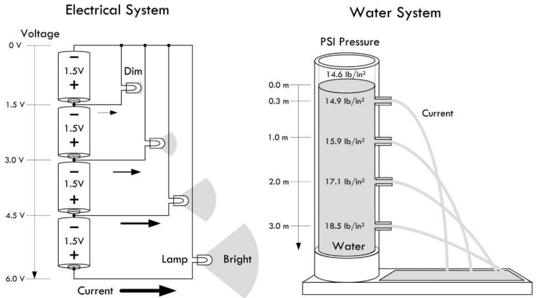 Electrical System
Voltage
0 V
1.5V
Dim
1.5 V
1.5V
3.0 V
1.5V
4.5 V
1.5V
Lamp
Bright
6.0 V
Current
Water System
PSI Pressure
14.6 lb/in²
0.0 m
0.3 m
14.9 lb/in²
Current
1.0 m
15.9 lb/in²
2.0 m
17.1 lb/in²
3.0 m
18.5 lb/in²
Water